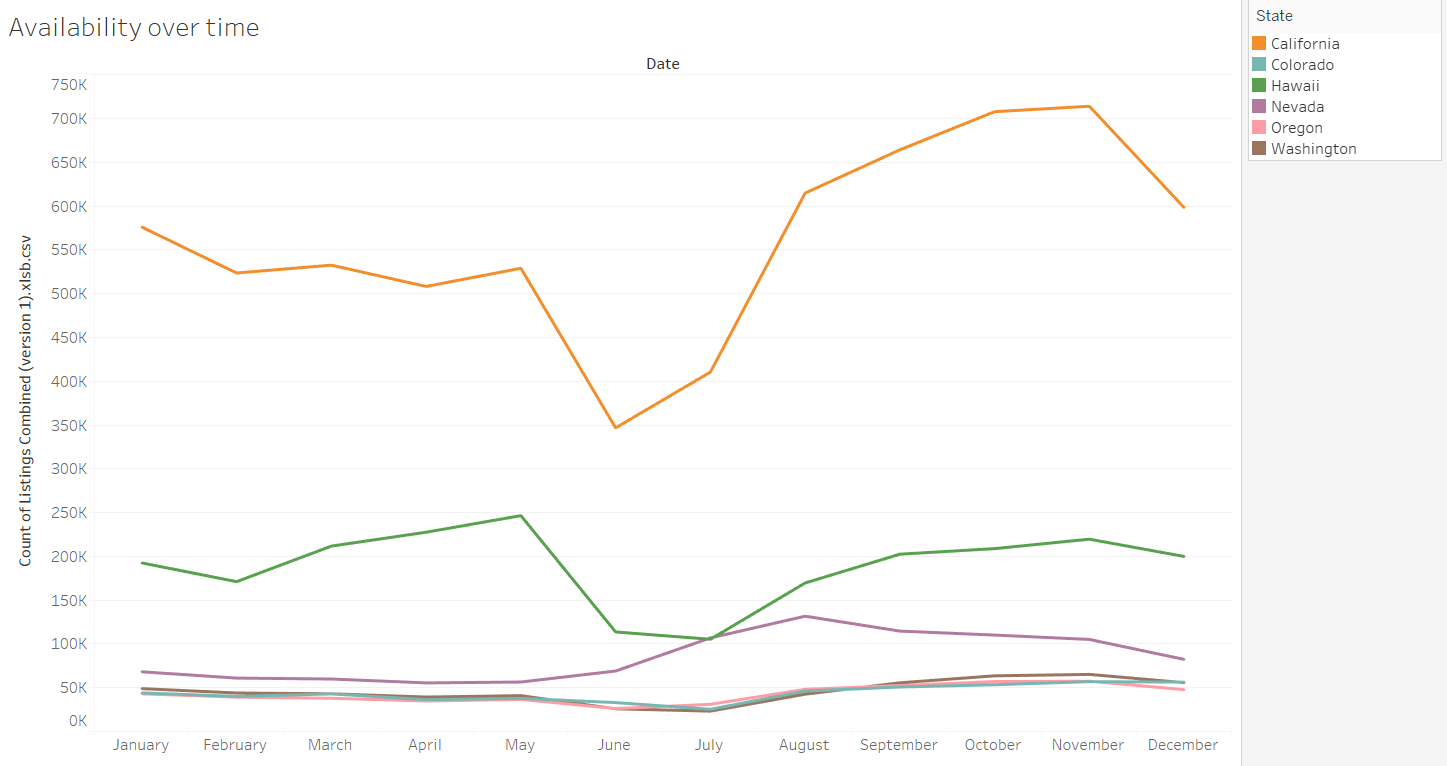 Availability over time
Date
State
California
Colorado
Hawaii
Nevada
Oregon
Washington
Count of Listings Combined (version 1).xlsb.csv
750K
700K
650K
600K
550K
500K
450K
400K
350K
300K
250K
200K
150K
100K
50K
0K
January February March April May June July August September October November December